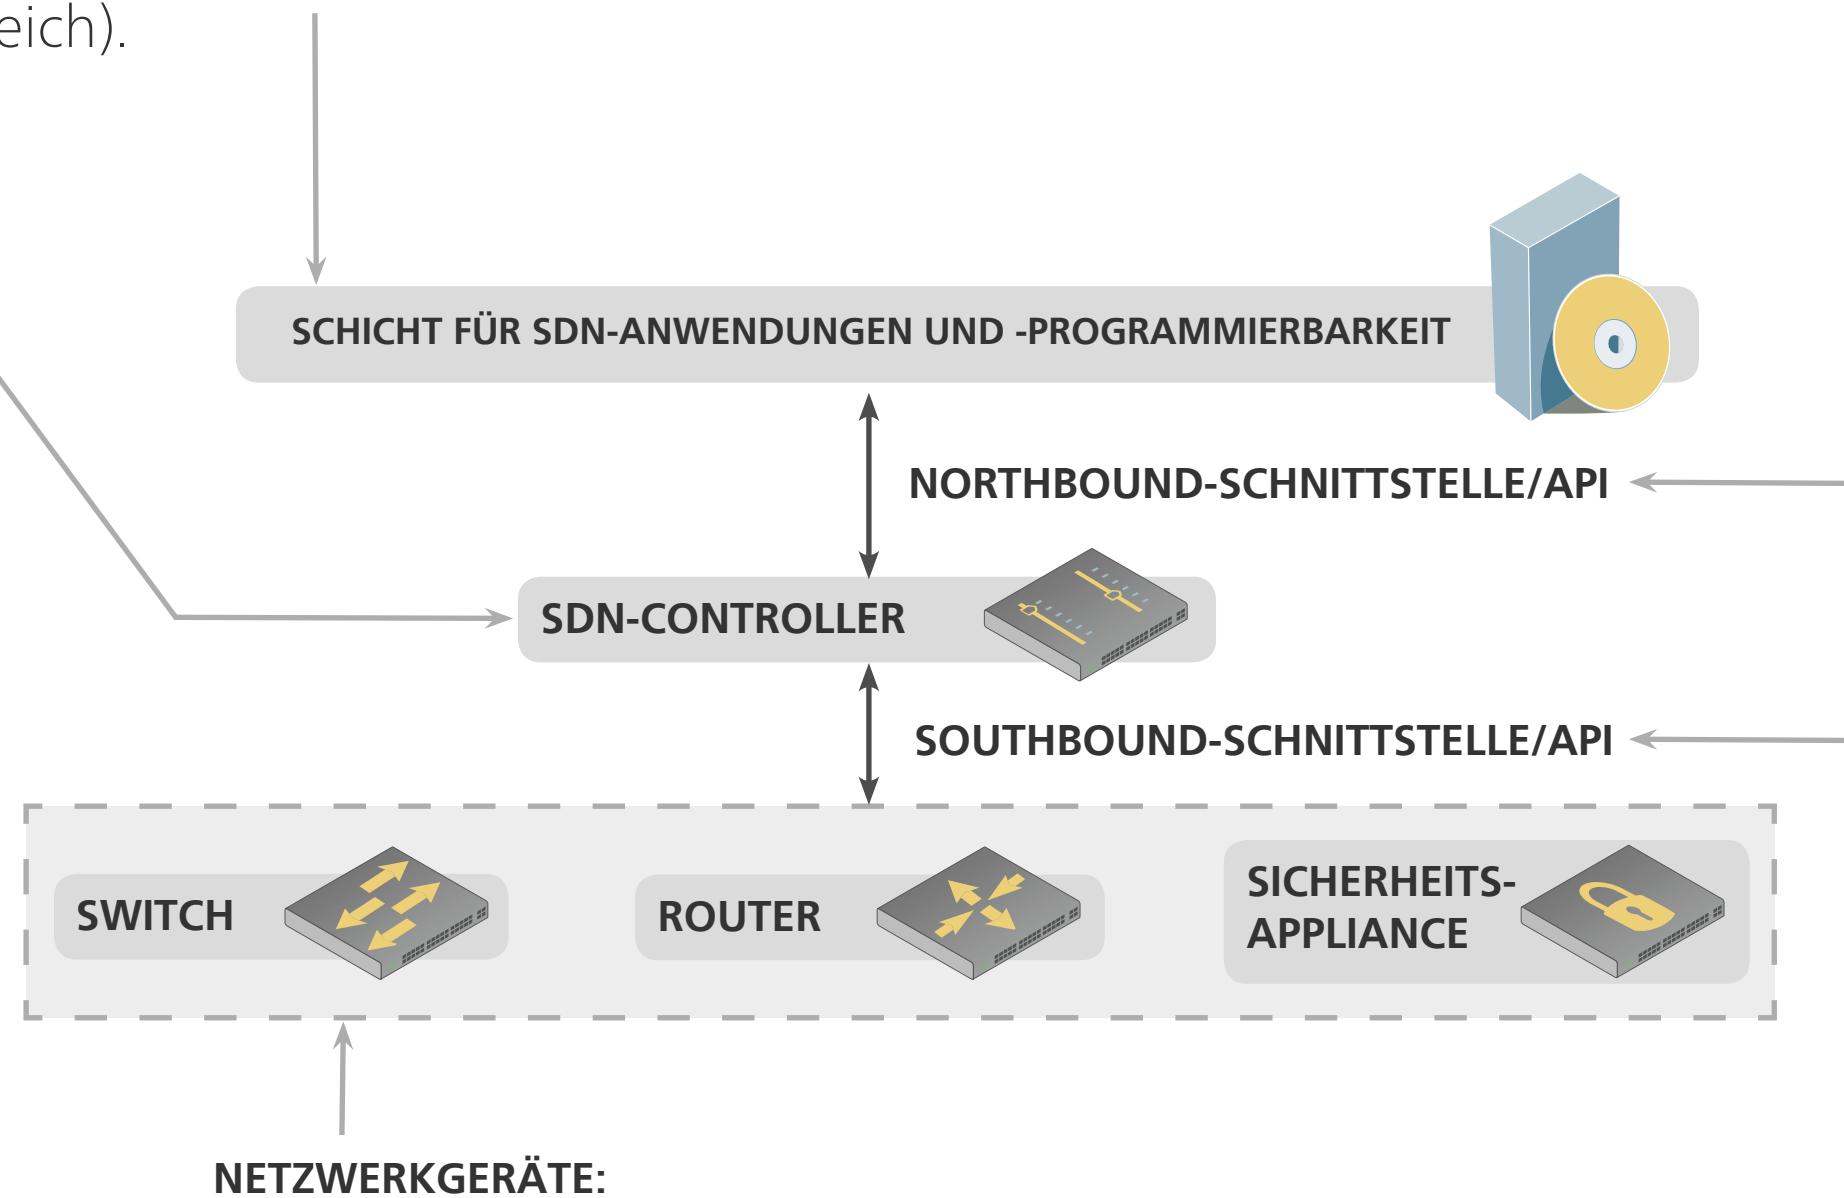 eich).
SCHICHT FÜR SDN-ANWENDUNGEN UND -PROGRAMMIERBARKEIT
NORTHBOUND-SCHNITTSTELLE/API
SDN-CONTROLLER
SOUTHBOUND-SCHNITTSTELLE/API
SWITCH
ROUTER
SICHERHEITS-
APPLIANCE
NETZWERKGERÄTE: